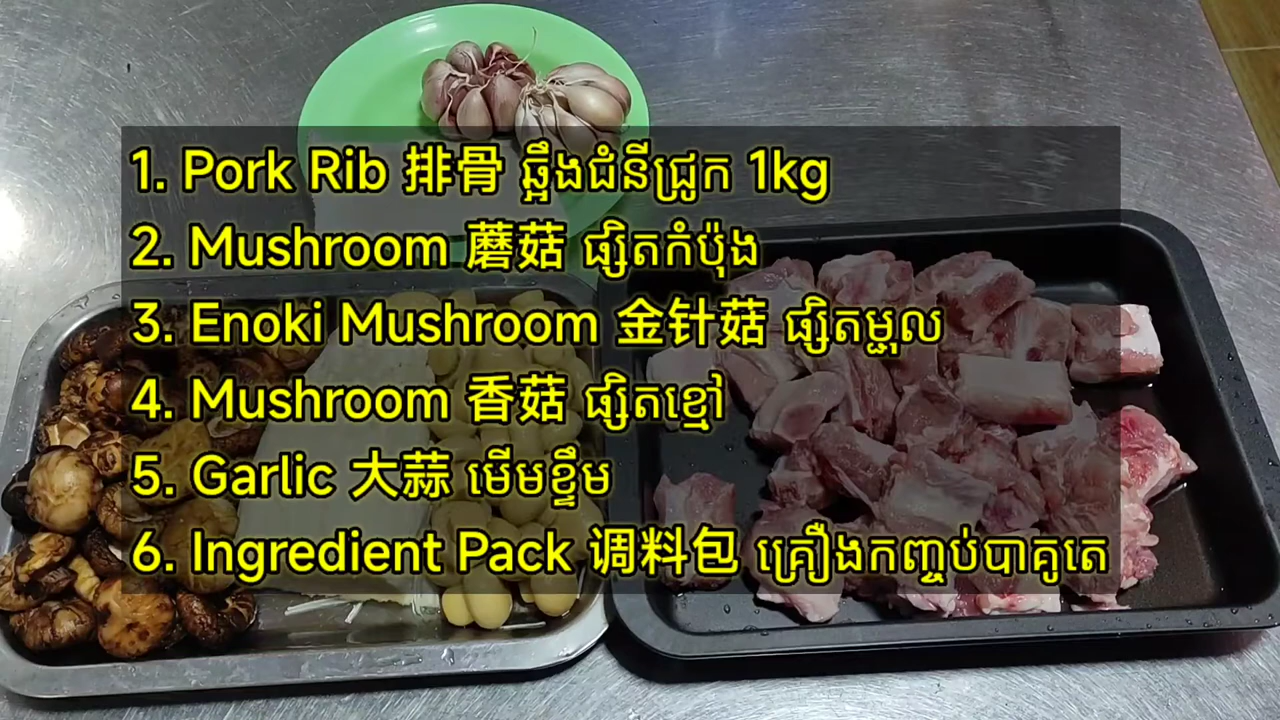 1. Pork Rib 排骨 ឆ្អឹងជំនីជ្រូក 1kg
2. Mushroom 蘑菇 ផ្សិតកំប៉ុង
3. Enoki Mushroom 金针菇 ផ្សិតម្ជុល
4. Mushroom 香菇 ផ្សិតខ្មៅ
5. Garlic 大蒜 មើមខ្ទឹម
6. Ingredient Pack 调料包 គ្រឿងកញ្ចប់បាគូតេ